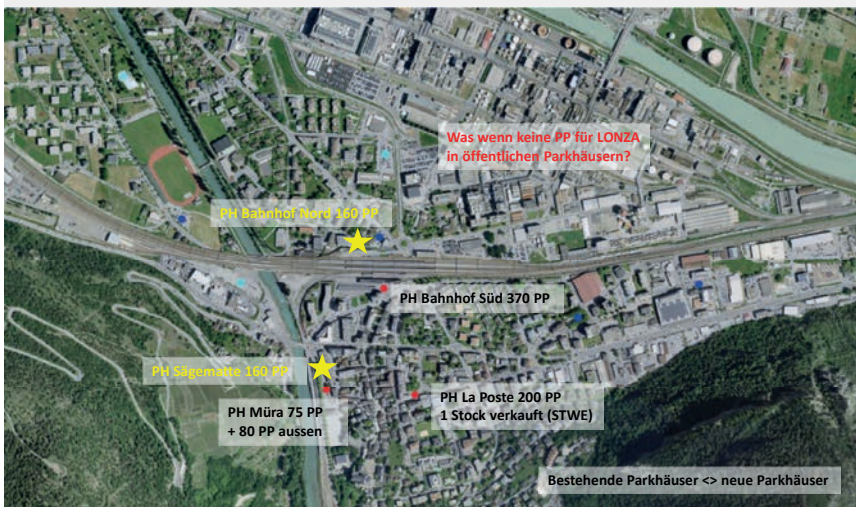 Was wenn keine PP für LONZA
in öffentlichen Parkhäusern?
PH Bahnhof Nord 160 PP
PH Bahnhof Süd 370 PP
PH Sägematte 160 PP
PH Müra 75 PP
+ 80 PP aussen
PH La Poste 200 PP
1 Stock verkauft (STWE)
Bestehende Parkhäuser <> neue Parkhäuser